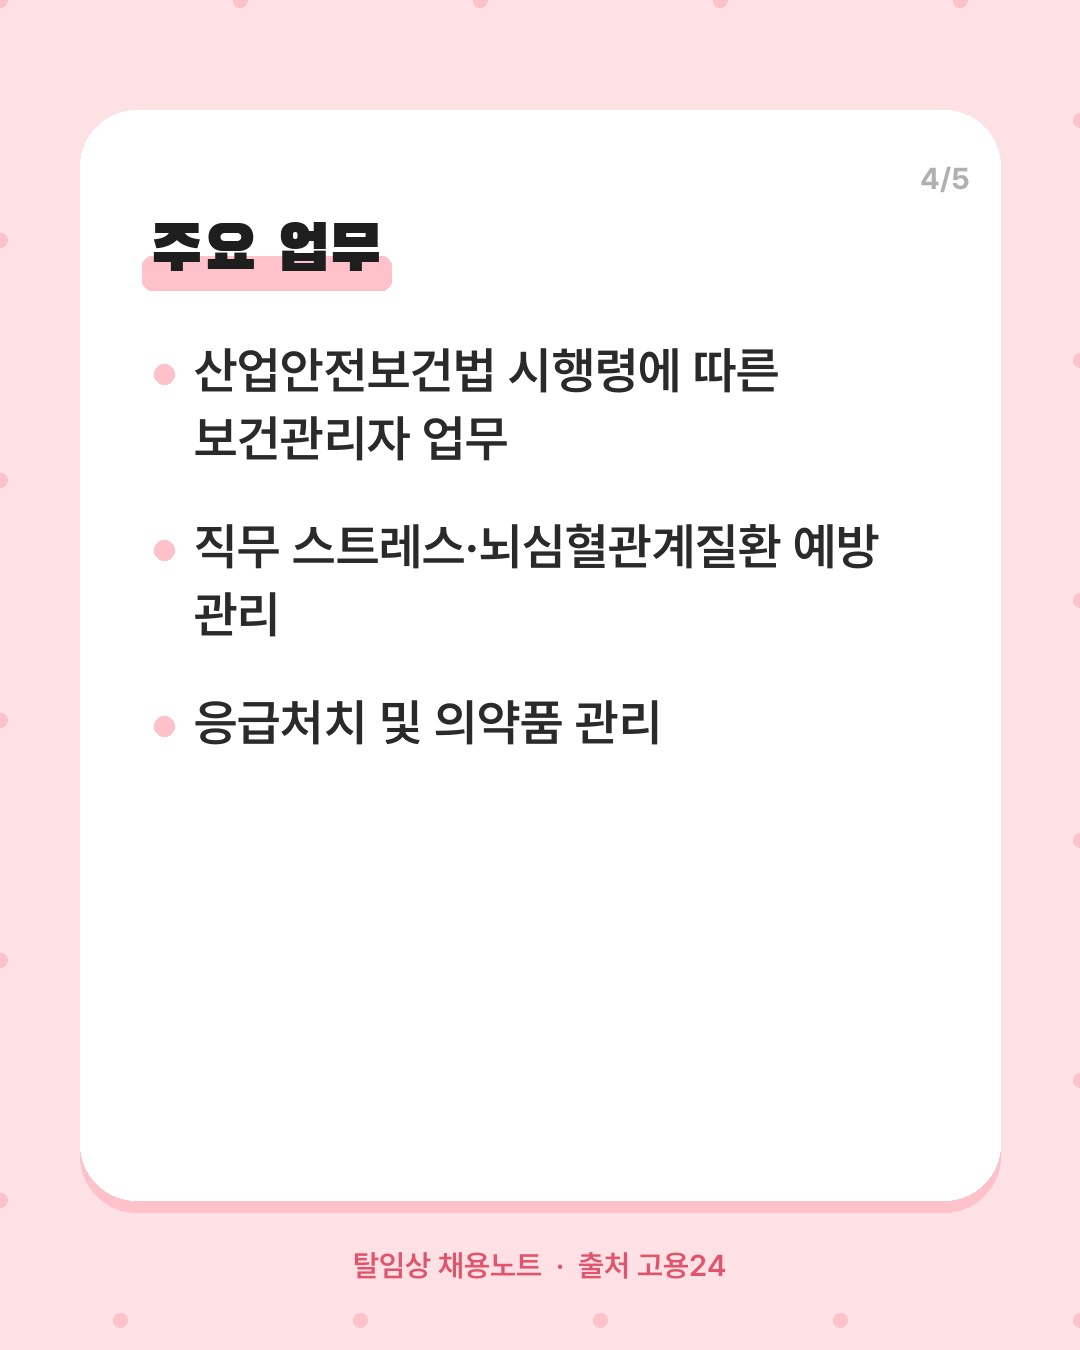 4/5
주요 업무
산업안전보건법 시행령에 따른
보건관리자 업무
직무 스트레스·뇌심혈관계질환 예방
관리
응급처치 및 의약품 관리
탈임상 채용노트 · 출처 고용24